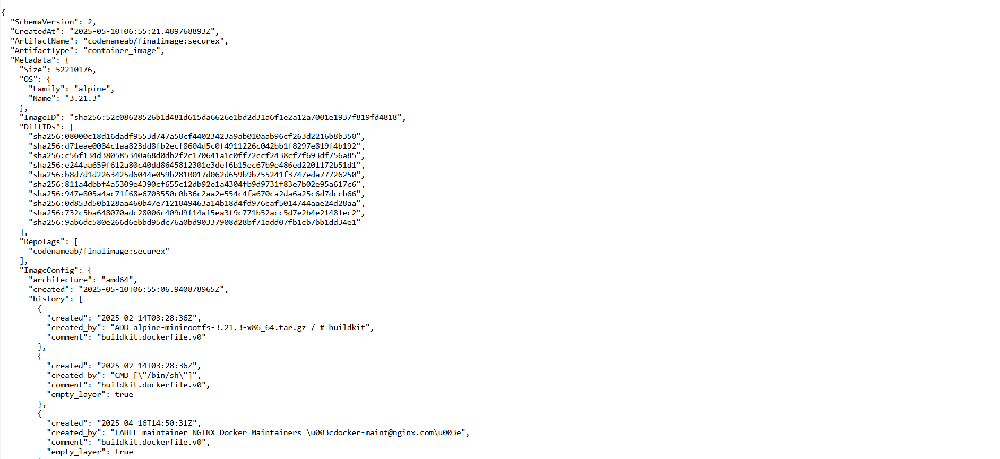 {
  "SchemaVersion": 2,
  "CreatedAt": "2025-05-10T06:55:21.489768893Z",
  "ArtifactName": "codenameab/finalimage:securex",
  "ArtifactType": "container_image",
  "Metadata": {
    "Size": 52210176,
    "OS": {
      "Family": "alpine",
      "Name": "3.21.3"
    },
    "ImageID": "sha256:52c08628526b1d481d615da6626e1bd2d31a6f1e2a12a7001e1937f819fd4818",
    "DiffIDs": [
      "sha256:08000c18d16dadf9553d747a58cf44023423a9ab010aab96cf263d2216b8b350",
      "sha256:d71eae0084c1aa823dd8fb2ecf8604d5c0f4911226c042bb1f8297e819f4b192",
      "sha256:c56f134d380585340a68d0db2f2c170641a1c0ff72ccf2438cf2f693df756a85",
      "sha256:e244aa659f612a80c40dd8645812301e3def6b15ec67b9e486ed2201172b51d1",
      "sha256:b8d7d1d2263425d6044e059b2810017d062d659b9b755241f3747eda77726250",
      "sha256:811a4dbbf4a5309e4390cf655c12db92e1a4304fb9d9731f83e7b02e95a617c6",
      "sha256:947e805a4ac71f68e6703550c0b36c2aa2e554c4fa670ca2da6a25c6d7dccb66",
      "sha256:0d853d50b128aa460b47e7121849463a14b18d4fd976caf5014744aae24d28aa",
      "sha256:732c5ba648070adc28006c409d9f14af5ea3f9c771b52acc5d7e2b4e21481ec2",
      "sha256:9ab6dc580e266d6ebbd95dc76a0bd90337908d28bf71add07fb1cb7bb1dd34e1"
    ],
    "RepoTags": [
      "codenameab/finalimage:securex"
    ],
    "ImageConfig": {
      "architecture": "amd64",
      "created": "2025-05-10T06:55:06.940878965Z",
      "history": [
        {
          "created": "2025-02-14T03:28:36Z",
          "created_by": "ADD alpine-minirootfs-3.21.3-x86_64.tar.gz / # buildkit",
          "comment": "buildkit.dockerfile.v0"
        },
        {
          "created": "2025-02-14T03:28:36Z",
          "created_by": "CMD [\"/bin/sh\"]",
          "comment": "buildkit.dockerfile.v0",
          "empty_layer": true
        },
        {
          "created": "2025-04-16T14:50:31Z",
          "created_by": "LABEL maintainer=NGINX Docker Maintainers \u003cdocker-maint@nginx.com\u003e",
          "comment": "buildkit.dockerfile.v0",
          "empty_layer": true